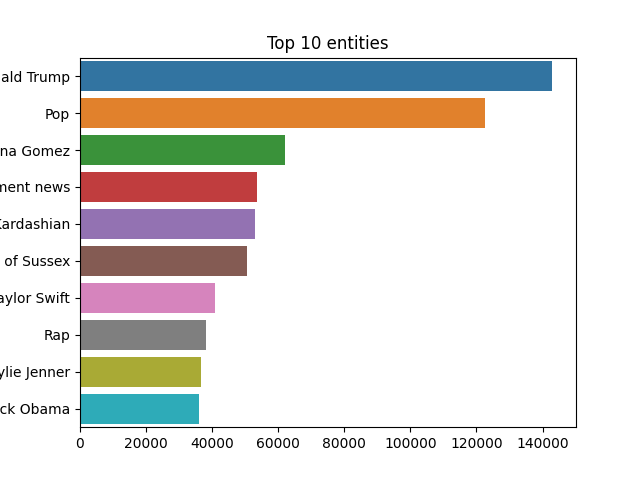 Top 10 entities
ald Trump
Pop
na Gomez
ment news
Kardashian
of Sussex
aylor Swift
Rap
ylie Jenner
ck Obama
0 20000 40000 60000 80000 100000 120000 140000